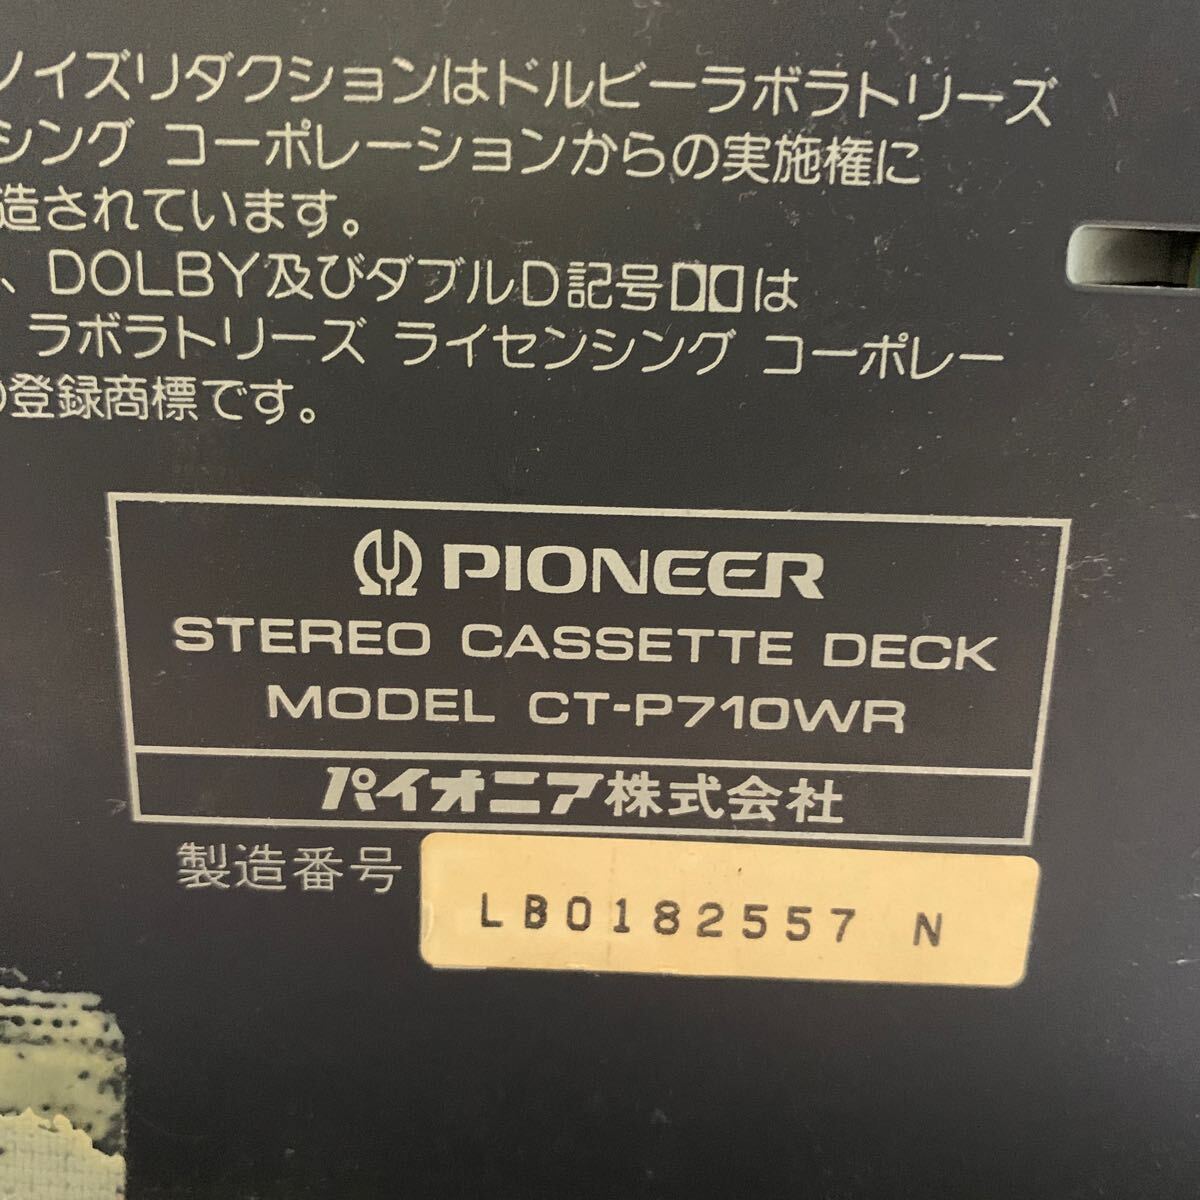 ノイズリダクションはドルビーラボラトリーズ
シング コーポレーションからの実施権に
造されています。
、DOLBY及びダブルD記号はは
ラボラトリーズ ライセンシング コーポレー
の登録商標です。
PIONEER
STEREO CASSETTE DECK
MODEL CT-P710WR
パイオニア株式会社
製造番号
LB0182557 N